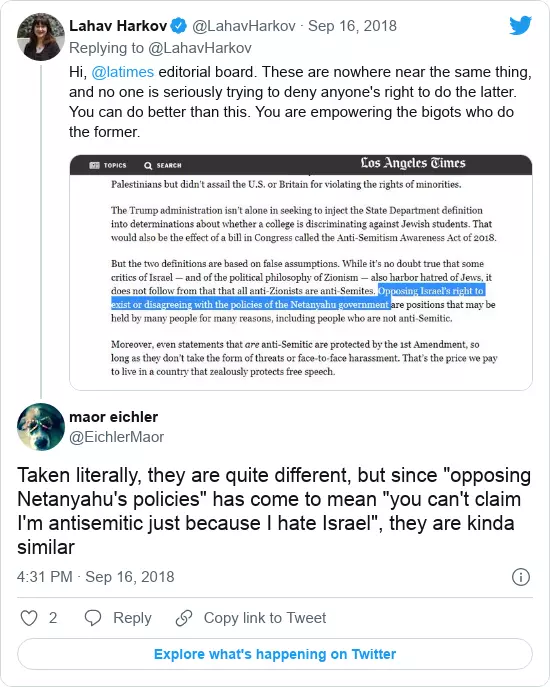 Lahav Harkov @LahavHarkov · Sep 16, 2018
Replying to @LahavHarkov
Hi, @latimes editorial board. These are nowhere near the same thing,
and no one is seriously trying to deny anyone's right to do the latter.
You can do better than this. You are empowering the bigots who do
the former.
TOPICS SEARCH Los Angeles Times
Palestinians but didn't assail the U.S. or Britain for violating the rights of minorities.
The Trump administration isn't alone in seeking to inject the State Department definition
into determinations about whether a college is discriminating against Jewish students. That
would also be the effect of a bill in Congress called the Anti-Semitism Awareness Act of 2018.
But the two definitions are based on false assumptions. While it's no doubt true that some
critics of Israel — and of the political philosophy of Zionism — also harbor hatred of Jews, it
does not follow from that that all anti-Zionists are anti-Semites. Opposing Israel's right to
exist or disagreeing with the policies of the Netanyahu government are positions that may be
held by many people for many reasons, including people who are not anti-Semitic.
Moreover, even statements that are anti-Semitic are protected by the 1st Amendment, so
long as they don't take the form of threats or face-to-face harassment. That's the price we pay
to live in a country that zealously protects free speech.
maor eichler
@EichlerMaor
Taken literally, they are quite different, but since "opposing
Netanyahu's policies" has come to mean "you can't claim
I'm antisemitic just because I hate Israel", they are kinda
similar
4:31 PM · Sep 16, 2018
2 Reply Copy link to Tweet
Explore what's happening on Twitter